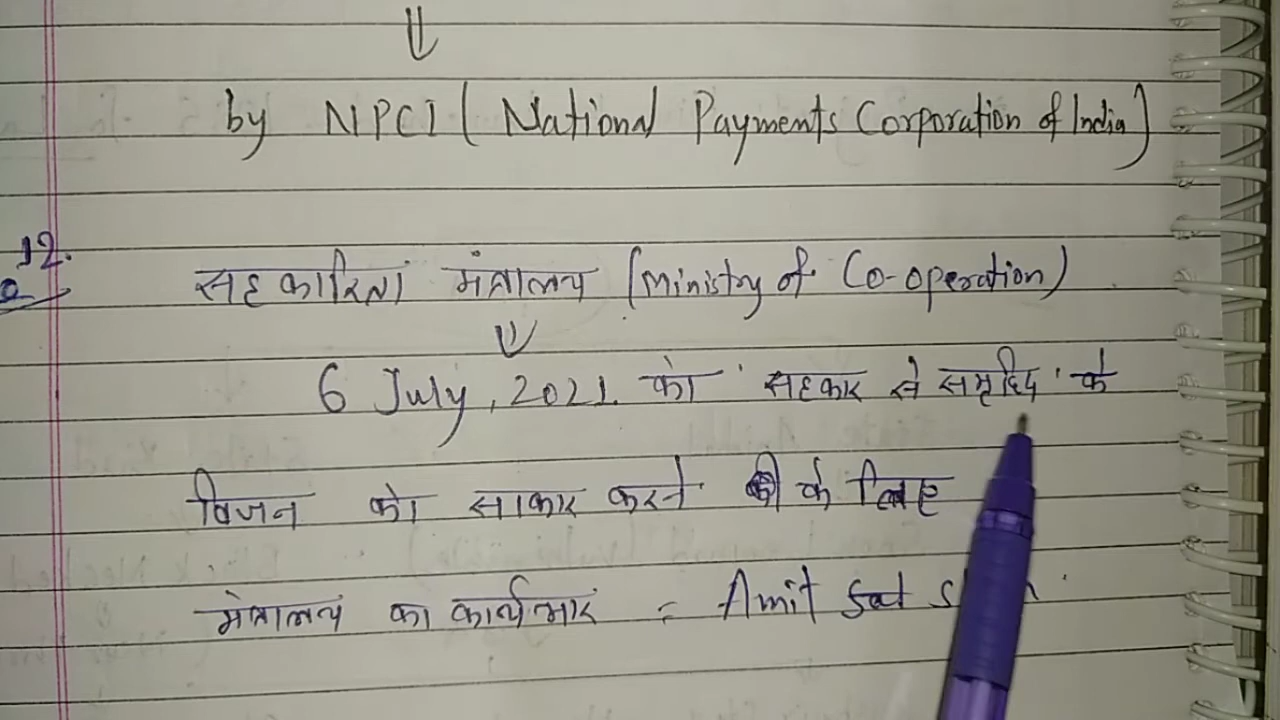 by NPCI ( National Payments Corporation of India )
12.
सहकारिता मंत्रालय (Ministry of Co-operation)
6 July, 2021. को 'सहकार से समृद्दि' के
विजन को साकार करने के लिए
मंत्रालय का कार्यभार = Amit